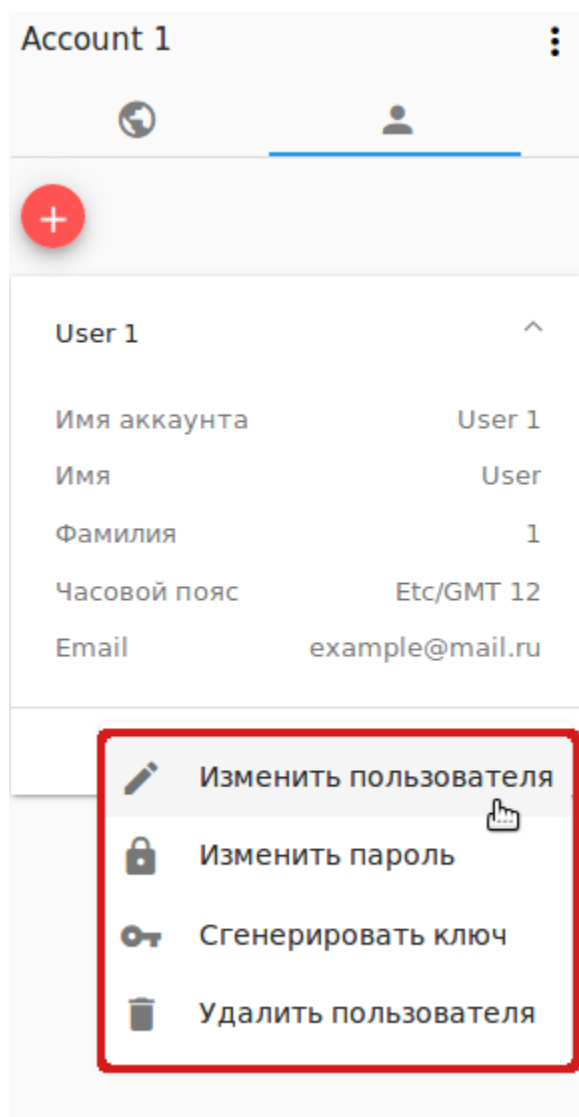 Account 1
User 1
Имя аккаунта User 1
Имя User
Фамилия 1
Часовой пояс Etc/GMT 12
Email example@mail.ru
Изменить пользователя
Изменить пароль
Сгенерировать ключ
Удалить пользователя